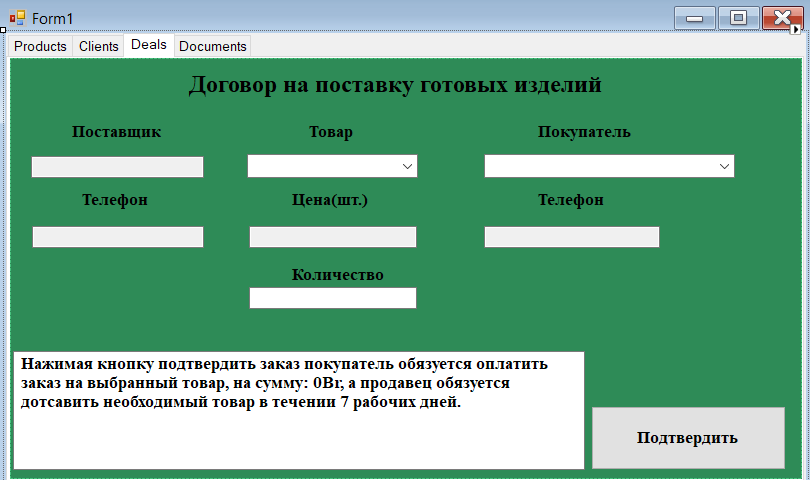 Form1
Products Clients Deals Documents
Договор на поставку готовых изделий
Поставщик Товар Покупатель
Телефон Цена(шт.) Телефон
Количество
Нажимая кнопку подтвердить заказ покупатель обязуется оплатить
заказ на выбранный товар, на сумму: 0Br, а продавец обязуется
дотсавить необходимый товар в течении 7 рабочих дней.
Подтвердить